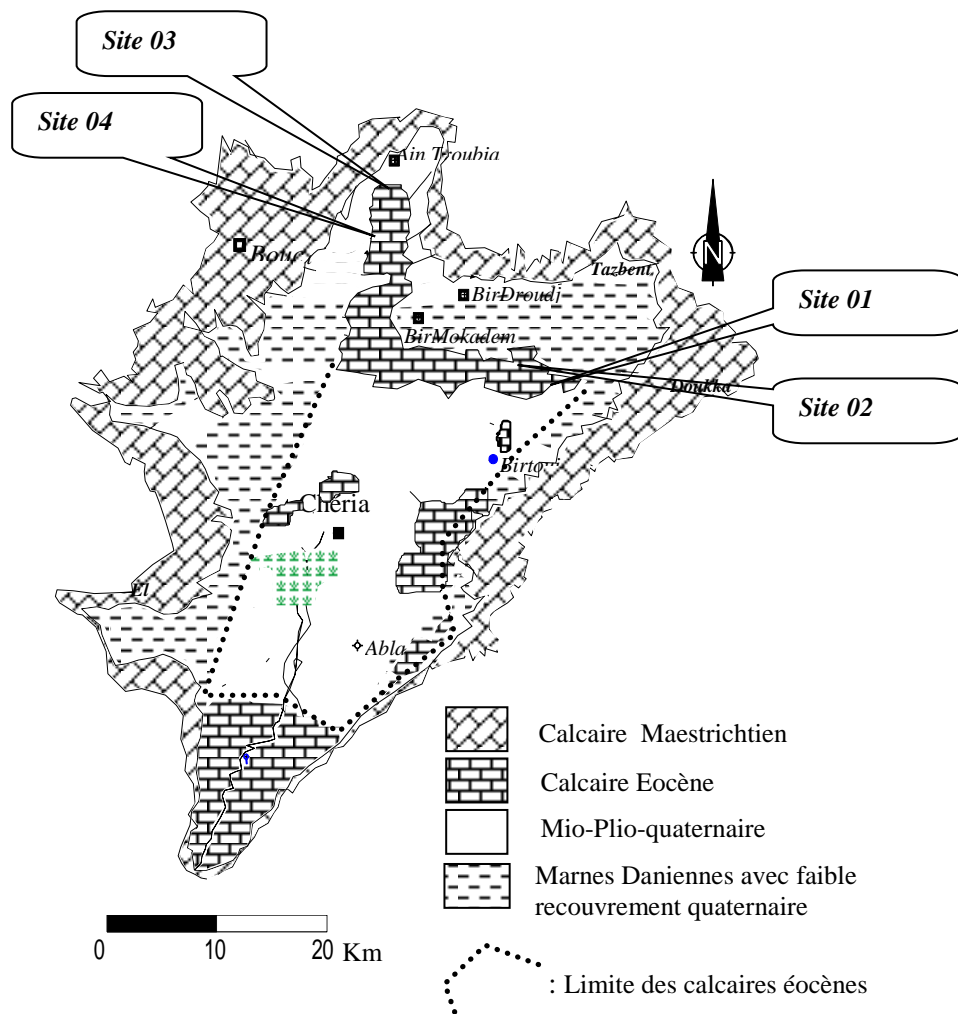 Site 03
Site 04
Ain Troubia
Tazbent
Site 01
BirDroudj
BirMokadem
Doukka
Site 02
Chéria
El
Abla
N
Calcaire Maestrichtien
Calcaire Eocène
Mio-Plio-quaternaire
Marnes Daniennes avec faible
recouvrement quaternaire
0 10 20 Km
: Limite des calcaires éocènes